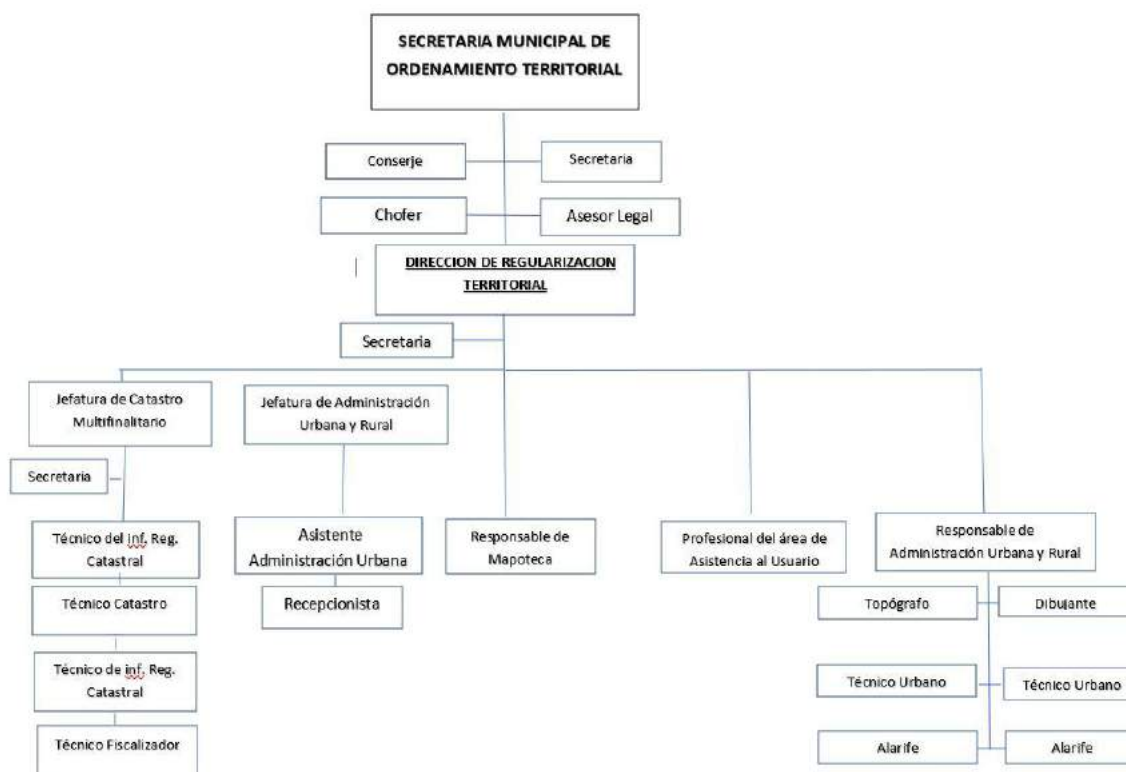 SECRETARIA MUNICIPAL DE
ORDENAMIENTO TERRITORIAL
Conserje
Secretaria
Chofer
Asesor Legal
DIRECCION DE REGULARIZACION
TERRITORIAL
Secretaria
Jefatura de Catastro
Multifinalitario
Jefatura de Administración
Urbana y Rural
Secretaria
Técnico del Inf. Reg.
Catastral
Asistente
Administración Urbana
Responsable de
Mapoteca
Profesional del área de
Asistencia al Usuario
Responsable de
Administración Urbana y Rural
Técnico Catastro
Recepcionista
Topógrafo
Dibujante
Técnico de inf. Reg.
Catastral
Técnico Urbano
Técnico Urbano
Técnico Fiscalizador
Alarife
Alarife